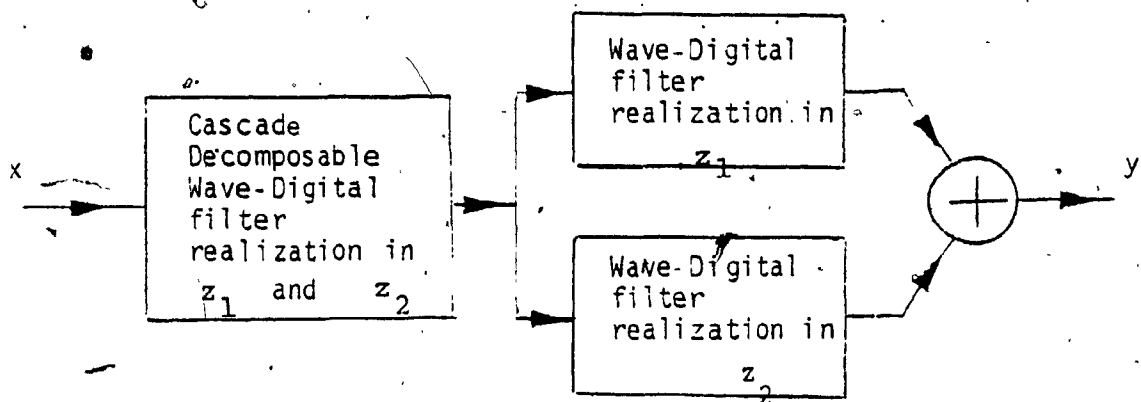 x
Cascade
Decomposable
Wave-Digital
filter
realization in
z1 and z2
Wave-Digital
filter
realization in
z1
Wave-Digital
filter
realization in
z2
+
y